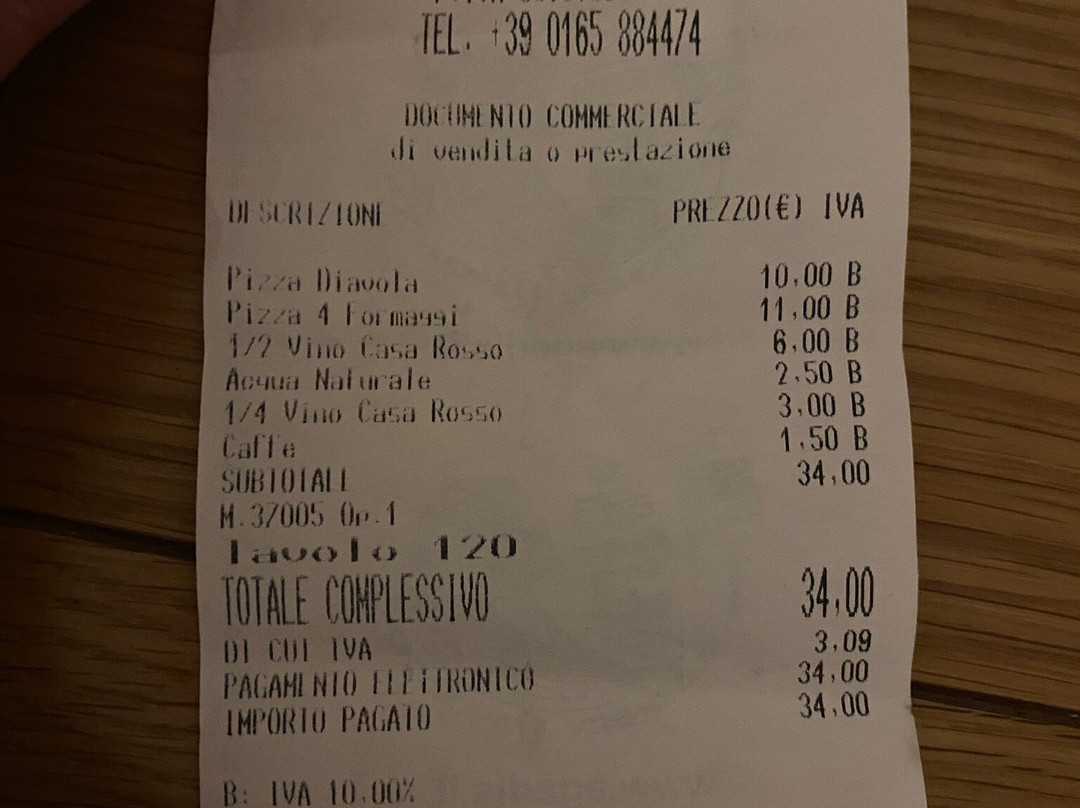 TEL. +39 0165 884474
DOCUMENTO COMMERCIALE
di vendita o prestazione
DESCRIZIONE PREZZO(€) IVA
Pizza Diavola 10,00 B
Pizza 4 Formaggi 11,00 B
1/2 Vino Casa Rosso 6,00 B
Acqua Naturale 2,50 B
1/4 Vino Casa Rosso 3,00 B
Caffe 1,50 B
SUBTOTALE 34,00
M.37005 Op.1
Tavolo 120
TOTALE COMPLESSIVO 34,00
DI CUI IVA 3,09
PAGAMENTO ELETTRONICO 34,00
IMPORTO PAGATO 34,00
B: IVA 10,00%